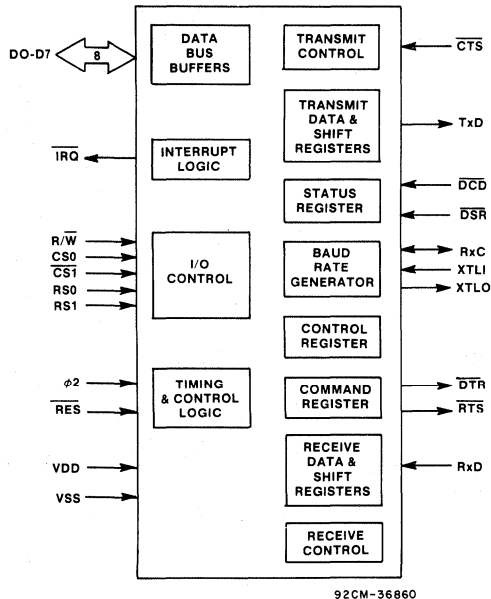 DO-D7
8
DATA
BUS
BUFFERS
TRANSMIT
CONTROL
CTS
TRANSMIT
DATA &
SHIFT
REGISTERS
TxD
IRQ
INTERRUPT
LOGIC
STATUS
REGISTER
DCD
DSR
R/W
CS0
CS1
RS0
RS1
I/O
CONTROL
BAUD
RATE
GENERATOR
RxC
XTLI
XTLO
CONTROL
REGISTER
φ2
RES
TIMING
& CONTROL
LOGIC
COMMAND
REGISTER
DTR
RTS
VDD
VSS
RECEIVE
DATA &
SHIFT
REGISTERS
RxD
RECEIVE
CONTROL
92CM-36860